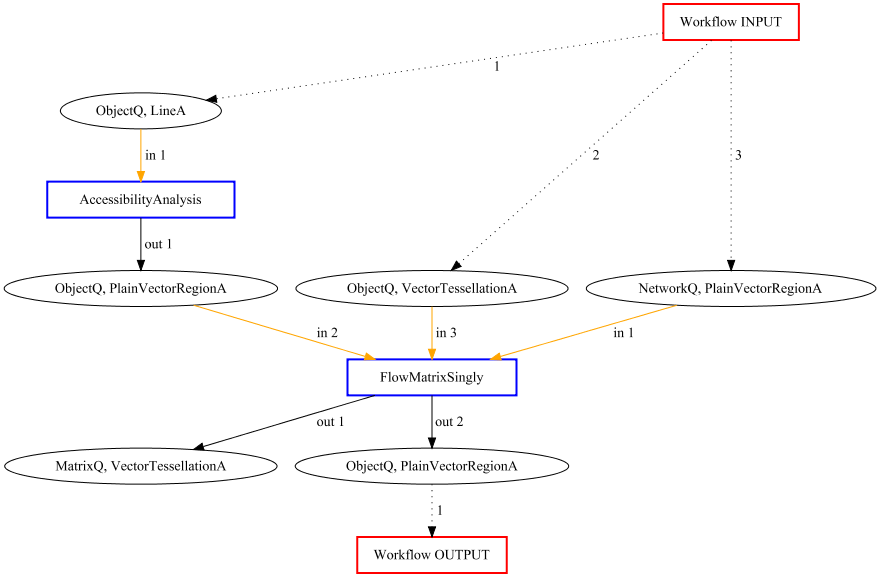 Workflow INPUT
1
ObjectQ, LineA
in 1
2
3
AccessibilityAnalysis
out 1
ObjectQ, PlainVectorRegionA
ObjectQ, VectorTessellationA
NetworkQ, PlainVectorRegionA
in 2
in 3
in 1
FlowMatrixSingly
out 1
out 2
MatrixQ, VectorTessellationA
ObjectQ, PlainVectorRegionA
1
Workflow OUTPUT